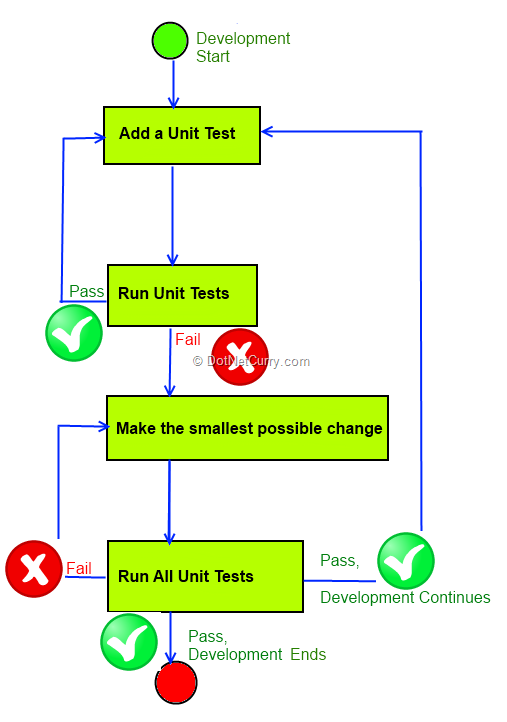 Development
Start
Add a Unit Test
Pass
Run Unit Tests
Fail
© DotNetCurry.com
Make the smallest possible change
Fail
Run All Unit Tests
Pass,
Development Continues
Pass,
Development Ends